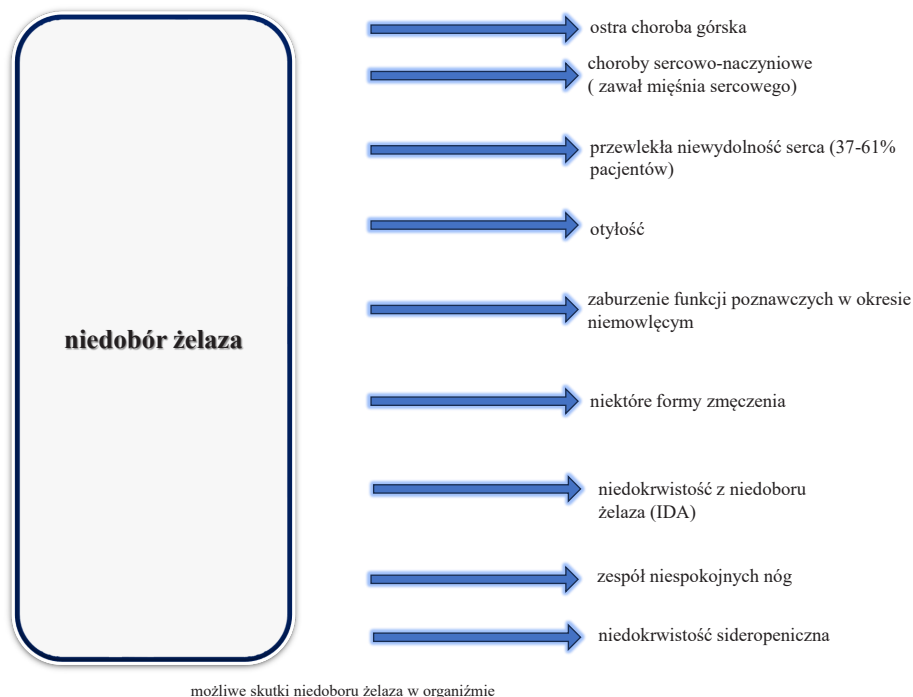 ostra choroba górska
choroby sercowo-naczyniowe
( zawał mięśnia sercowego)
przewlekła niewydolność serca (37-61%
pacjentów)
otyłość
zaburzenie funkcji poznawczych w okresie
niemowlęcym
niedobór żelaza
niektóre formy zmęczenia
niedokrwistość z niedoboru
żelaza (IDA)
zespół niespokojnych nóg
niedokrwistość sideropeniczna
możliwe skutki niedoboru żelaza w organiźmie